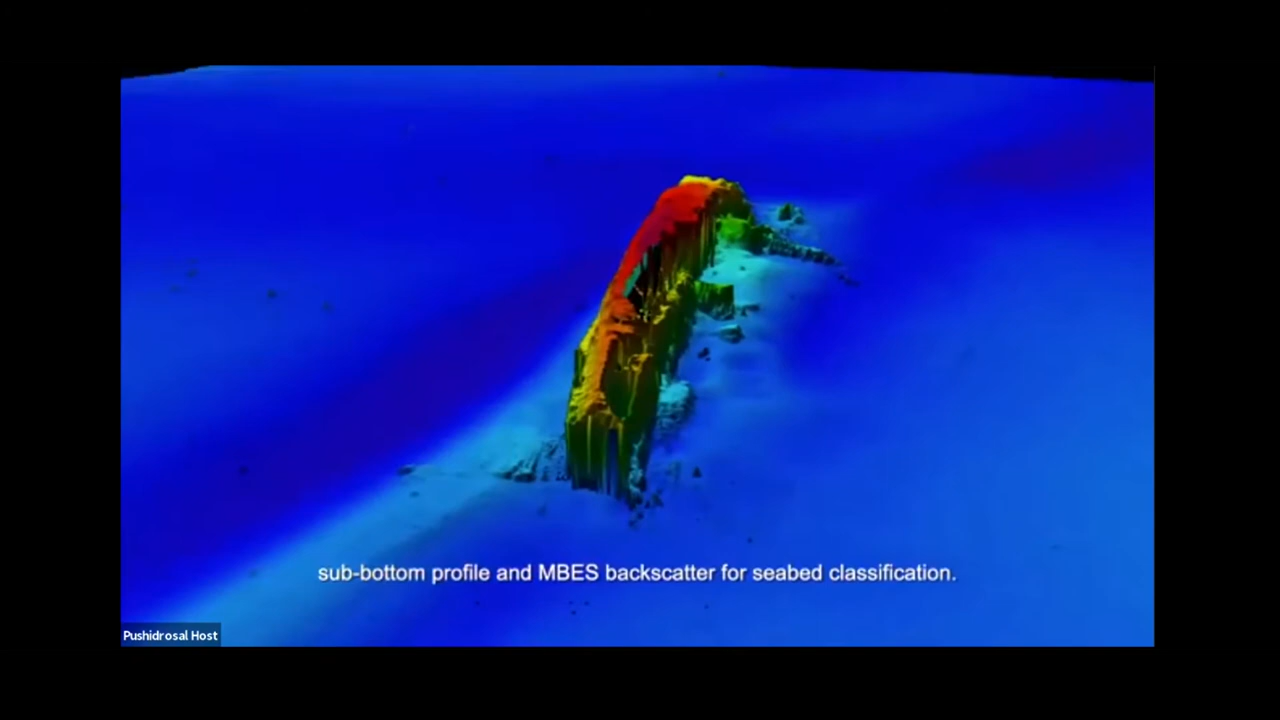 sub-bottom profile and MBES backscatter for seabed classification.
Pushidrosal Host